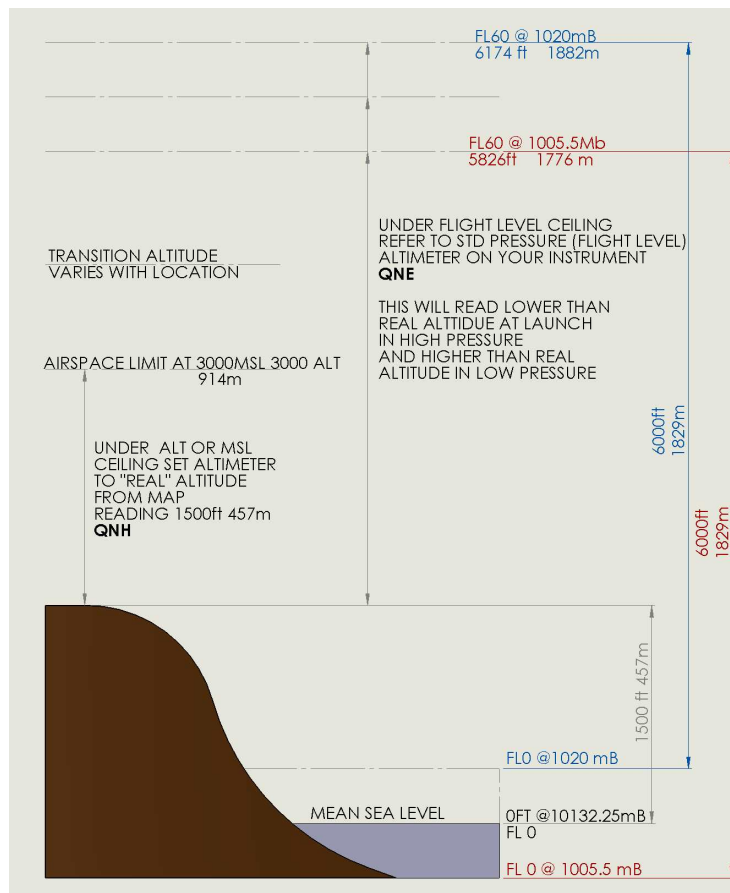 FL60 @ 1020mB
6174 ft 1882m
FL60 @ 1005.5Mb
5826ft 1776 m
UNDER FLIGHT LEVEL CEILING
REFER TO STD PRESSURE (FLIGHT LEVEL)
ALTIMETER ON YOUR INSTRUMENT
QNE
THIS WILL READ LOWER THAN
REAL ALTTIDUE AT LAUNCH
IN HIGH PRESSURE
AND HIGHER THAN REAL
ALTITUDE IN LOW PRESSURE
TRANSITION ALTITUDE
VARIES WITH LOCATION
AIRSPACE LIMIT AT 3000MSL 3000 ALT
914m
UNDER ALT OR MSL
CEILING SET ALTIMETER
TO "REAL" ALTITUDE
FROM MAP
READING 1500ft 457m
QNH
6000ft
1829m
6000ft
1829m
1500 ft 457m
FL0 @1020 mB
MEAN SEA LEVEL
0FT @10132.25mB
FL 0
FL 0 @ 1005.5 mB